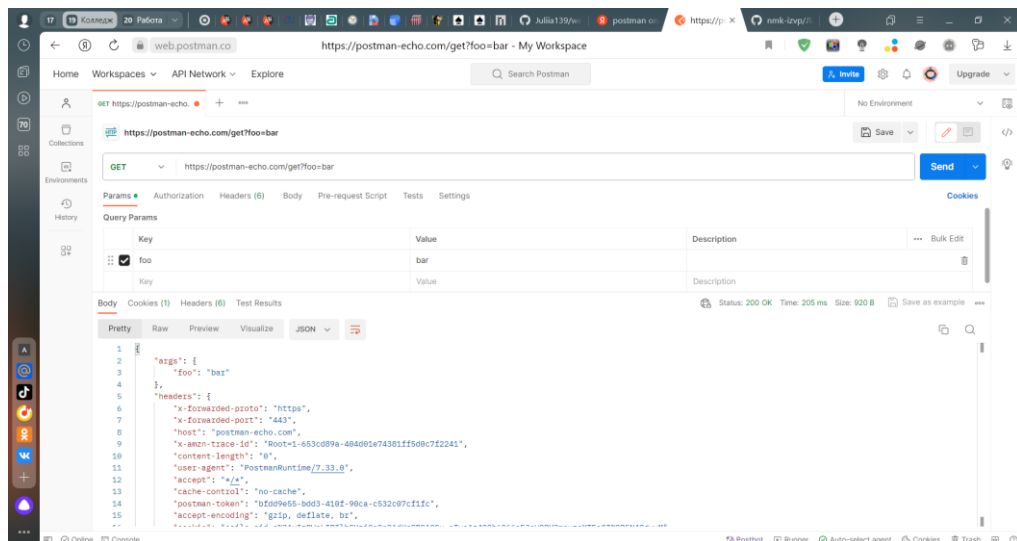 17 19 Колледж 20 Работа Juliia139/w postman on https://p nmk-izvp/
web.postman.co https://postman-echo.com/get?foo=bar - My Workspace
Home Workspaces API Network Explore Search Postman Invite Upgrade
GET https://postman-echo. No Environment
70
https://postman-echo.com/get?foo=bar Save
Collections
GET https://postman-echo.com/get?foo=bar Send
Environments
Params Authorization Headers (6) Body Pre-request Script Tests Settings Cookies
History
Query Params
Key Value Description Bulk Edit
foo bar
Key Value Description
Body Cookies (1) Headers (6) Test Results Status: 200 OK Time: 205 ms Size: 920 B Save as example
Pretty Raw Preview Visualize JSON
1 {
2 "args": {
3 "foo": "bar"
4 },
5 "headers": {
6 "x-forwarded-proto": "https",
7 "x-forwarded-port": "443",
8 "host": "postman-echo.com",
9 "x-amzn-trace-id": "Root=1-653cd89a-404d01e74381ff5d0c7f2241",
10 "content-length": "0",
11 "user-agent": "PostmanRuntime/7.33.0",
12 "accept": "*/*",
13 "cache-control": "no-cache",
14 "postman-token": "bfdd9e55-bdd3-410f-90ca-c532c07cf1fc",
15 "accept-encoding": "gzip, deflate, br",
Online Console Postbot Runner Auto-select agent Cookies Trash